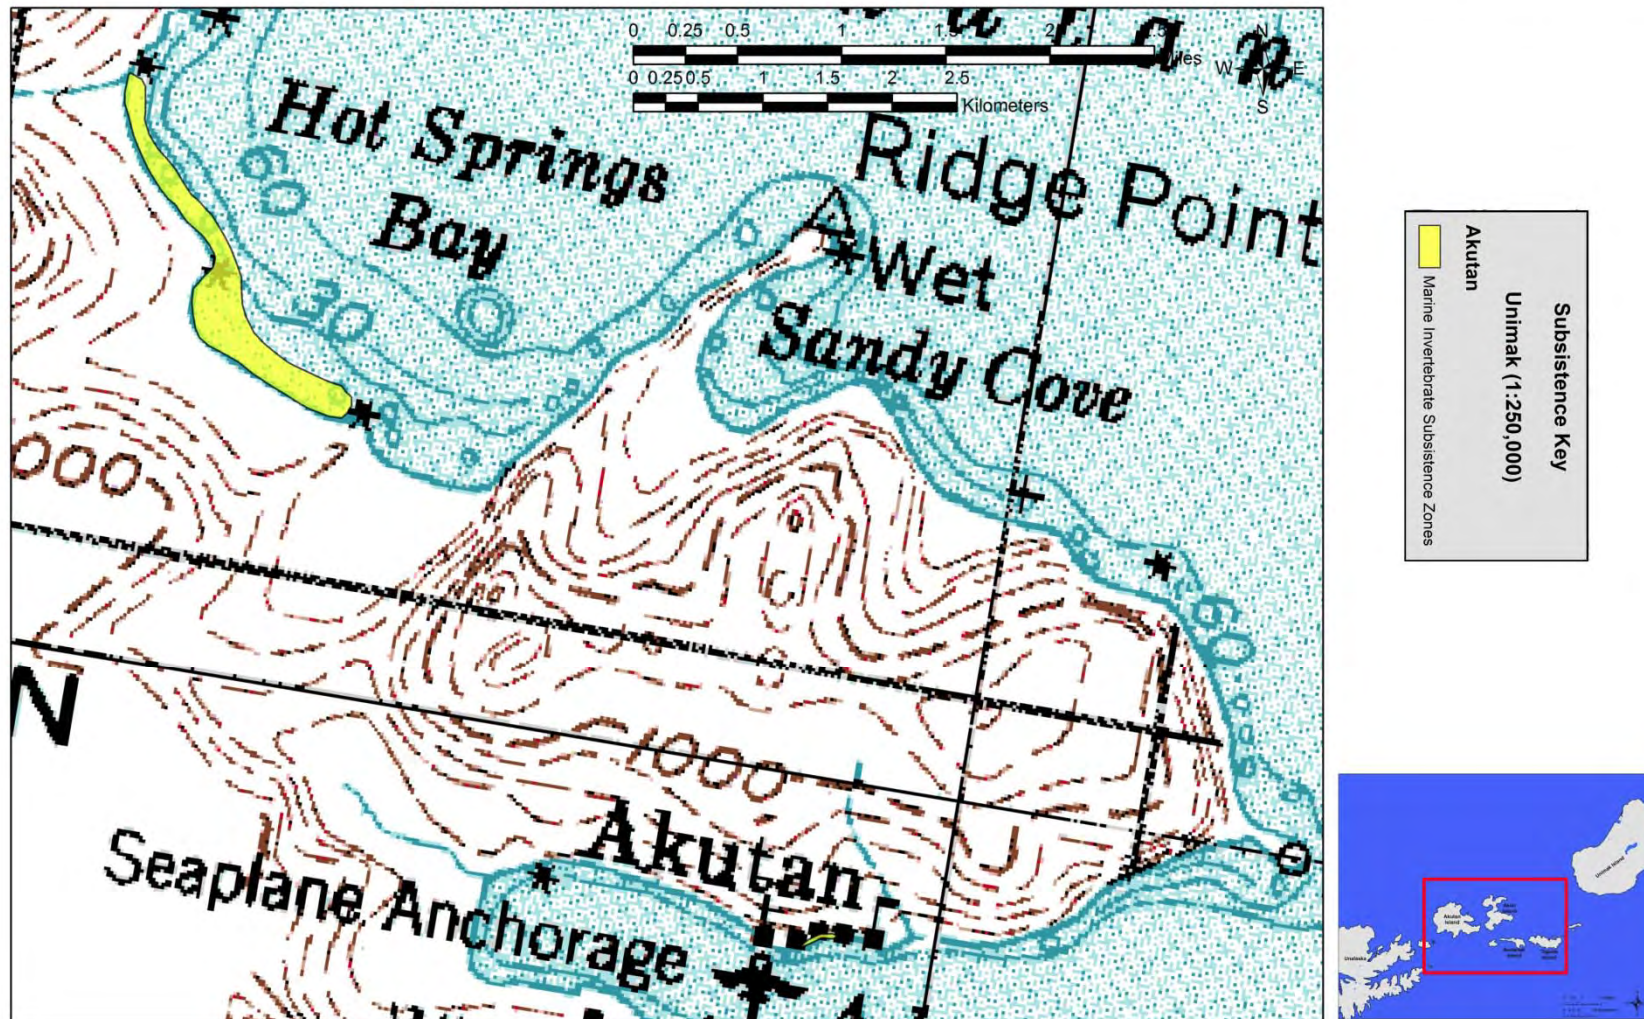 0 0.25 0.5 1 1.5 2
Miles
0 0.25 0.5 1 1.5 2 2.5
Kilometers
N
W E
S
Hot Springs
Bay
60
30
Ridge Point
Wet
Sandy Cove
000
60
N
1000
Akutan
Seaplane Anchorage
Subsistence Key
Unimak (1:250,000)
Akutan
Marine Invertebrate Subsistence Zones
Unimak Island
Akutan
Island
Unalaska